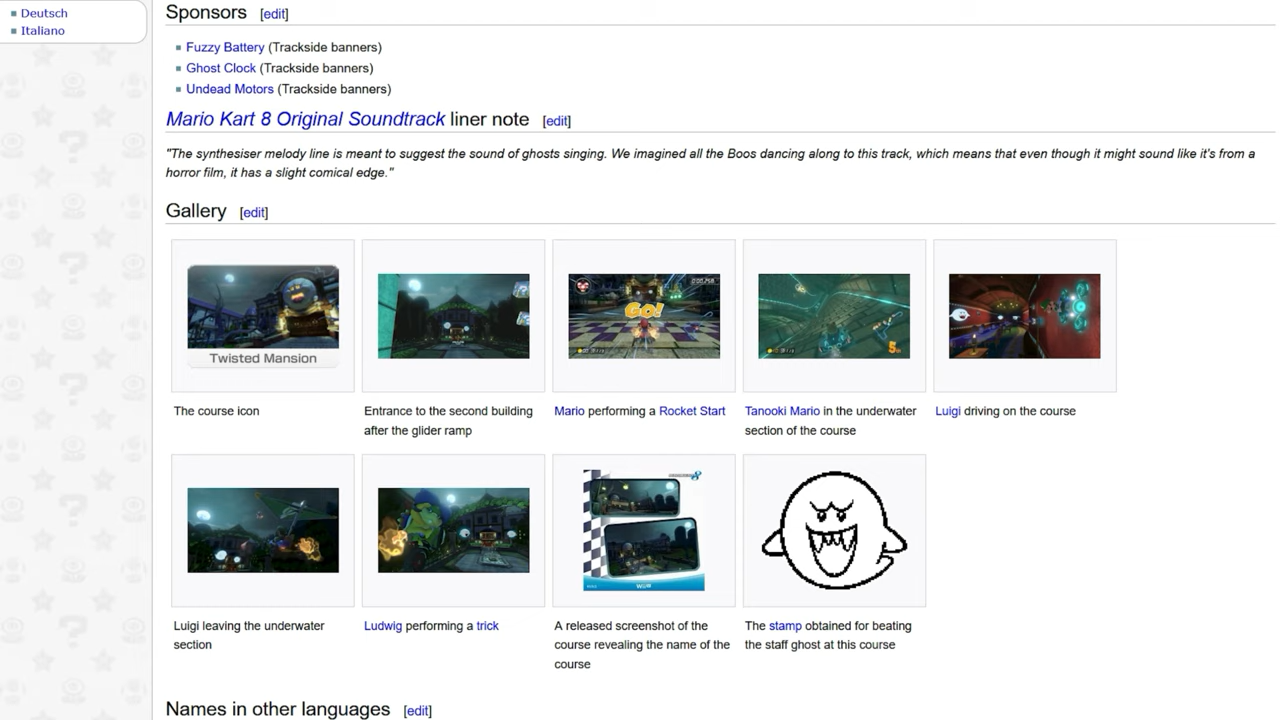 Deutsch
Italiano
Sponsors [edit]
Fuzzy Battery (Trackside banners)
Ghost Clock (Trackside banners)
Undead Motors (Trackside banners)
Mario Kart 8 Original Soundtrack liner note [edit]
"The synthesiser melody line is meant to suggest the sound of ghosts singing. We imagined all the Boos dancing along to this track, which means that even though it might sound like it's from a
horror film, it has a slight comical edge."
Gallery [edit]
Twisted Mansion
GO!
The course icon
Entrance to the second building
after the glider ramp
Mario performing a Rocket Start
Tanooki Mario in the underwater
section of the course
Luigi driving on the course
Luigi leaving the underwater
section
Ludwig performing a trick
A released screenshot of the
course revealing the name of the
course
The stamp obtained for beating
the staff ghost at this course
Names in other languages [edit]